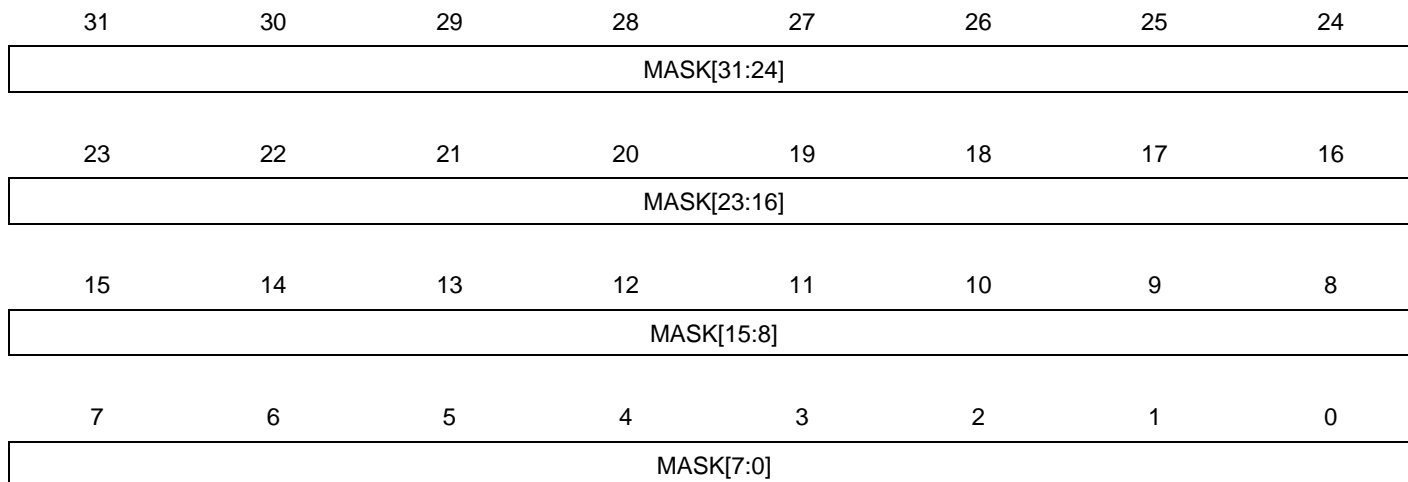 31 30 29 28 27 26 25 24
MASK[31:24]
23 22 21 20 19 18 17 16
MASK[23:16]
15 14 13 12 11 10 9 8
MASK[15:8]
7 6 5 4 3 2 1 0
MASK[7:0]